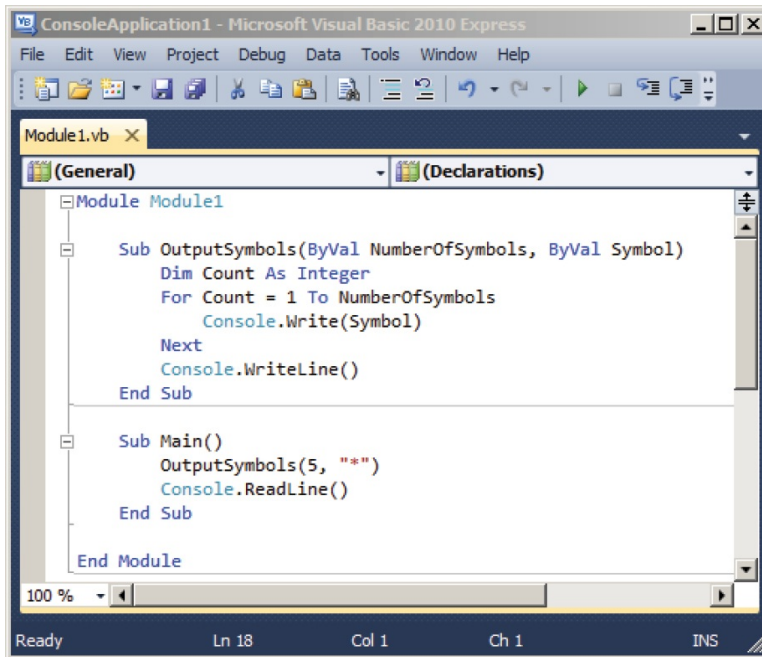 ConsoleApplication1 - Microsoft Visual Basic 2010 Express
File Edit View Project Debug Data Tools Window Help
Module1.vb
(General) (Declarations)
Module Module1
Sub OutputSymbols(ByVal NumberOfSymbols, ByVal Symbol)
Dim Count As Integer
For Count = 1 To NumberOfSymbols
Console.Write(Symbol)
Next
Console.WriteLine()
End Sub
Sub Main()
OutputSymbols(5, "*")
Console.ReadLine()
End Sub
End Module
100 %
Ready Ln 18 Col 1 Ch 1 INS